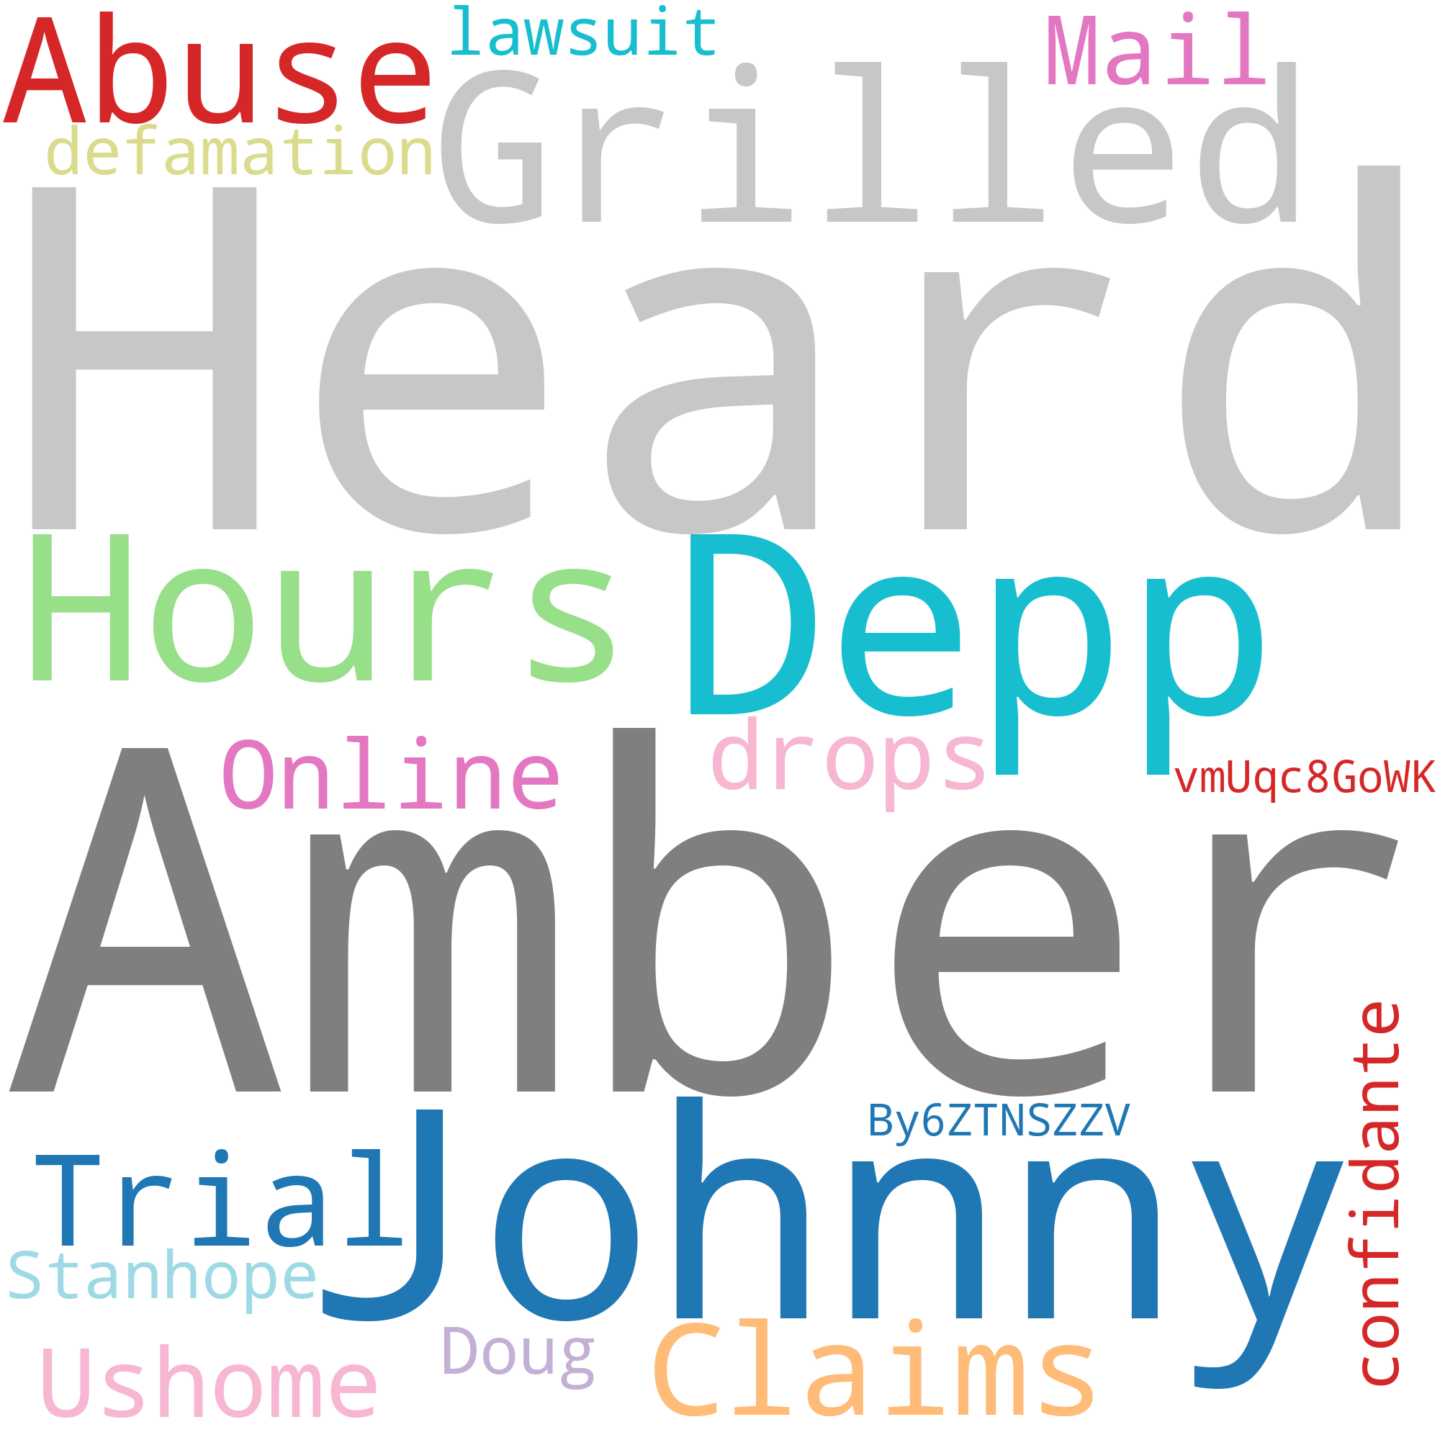 Abuse
lawsuit
Mail
defamation
Grilled
Heard
Hours
Depp
Online
drops
vmUqc8GoWK
Amber
confidante
By6ZTNSZZV
Trial
Johnny
Stanhope
Ushome
Doug
Claims